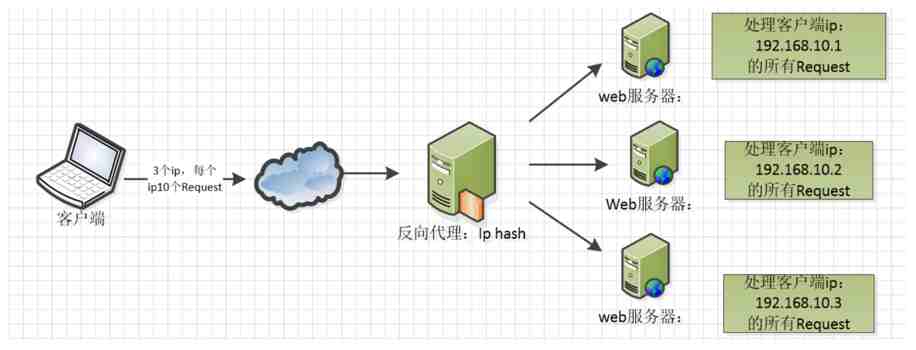 3个ip，每个
ip10个Request
客户端
反向代理：Ip hash
web服务器：
处理客户端ip：
192.168.10.1
的所有Request
Web服务器：
处理客户端ip：
192.168.10.2
的所有Request
web服务器：
处理客户端ip：
192.168.10.3
的所有Request